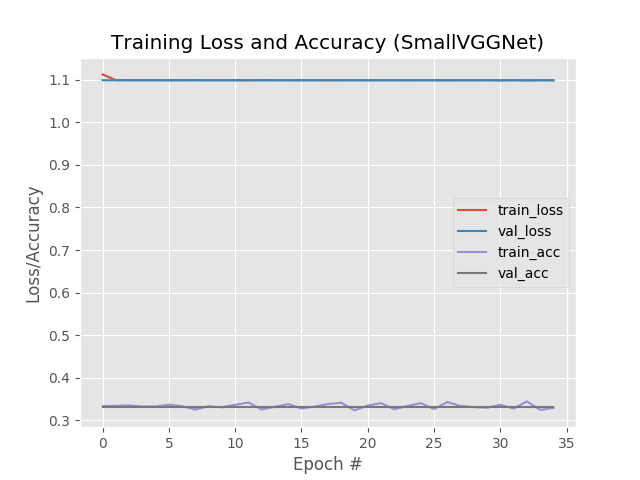 Training Loss and Accuracy (SmallVGGNet)
1.1
1.0
0.9
0.8
0.7
0.6
0.5
0.4
0.3
Loss/Accuracy
train_loss
val_loss
train_acc
val_acc
0 5 10 15 20 25 30 35
Epoch #